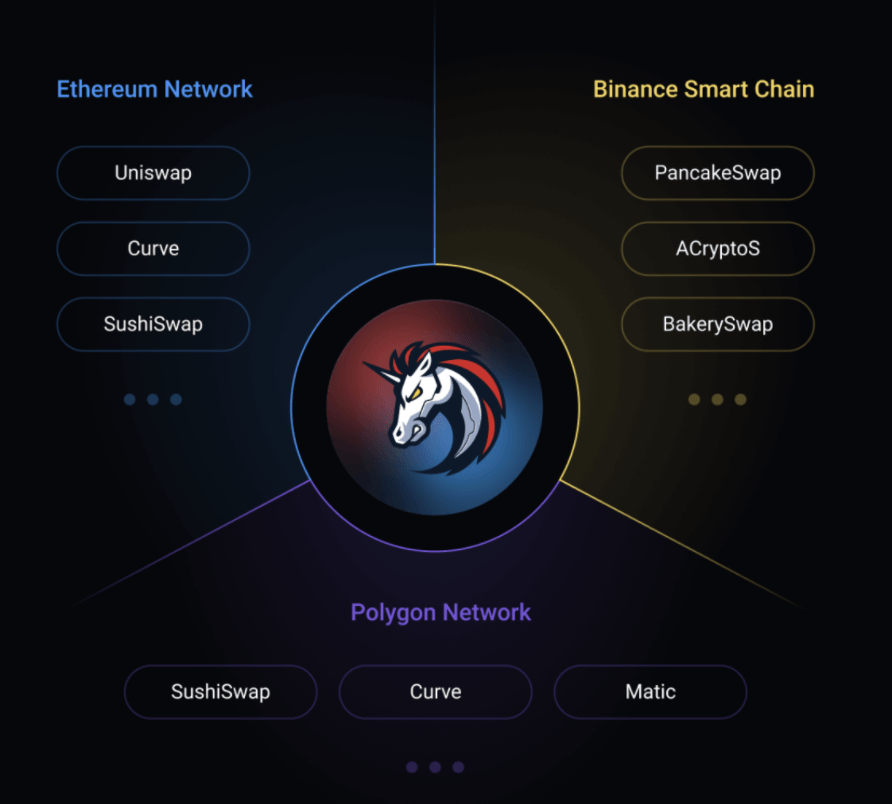 Ethereum Network
Uniswap
Curve
SushiSwap
Binance Smart Chain
PancakeSwap
ACryptoS
BakerySwap
Polygon Network
SushiSwap
Curve
Matic